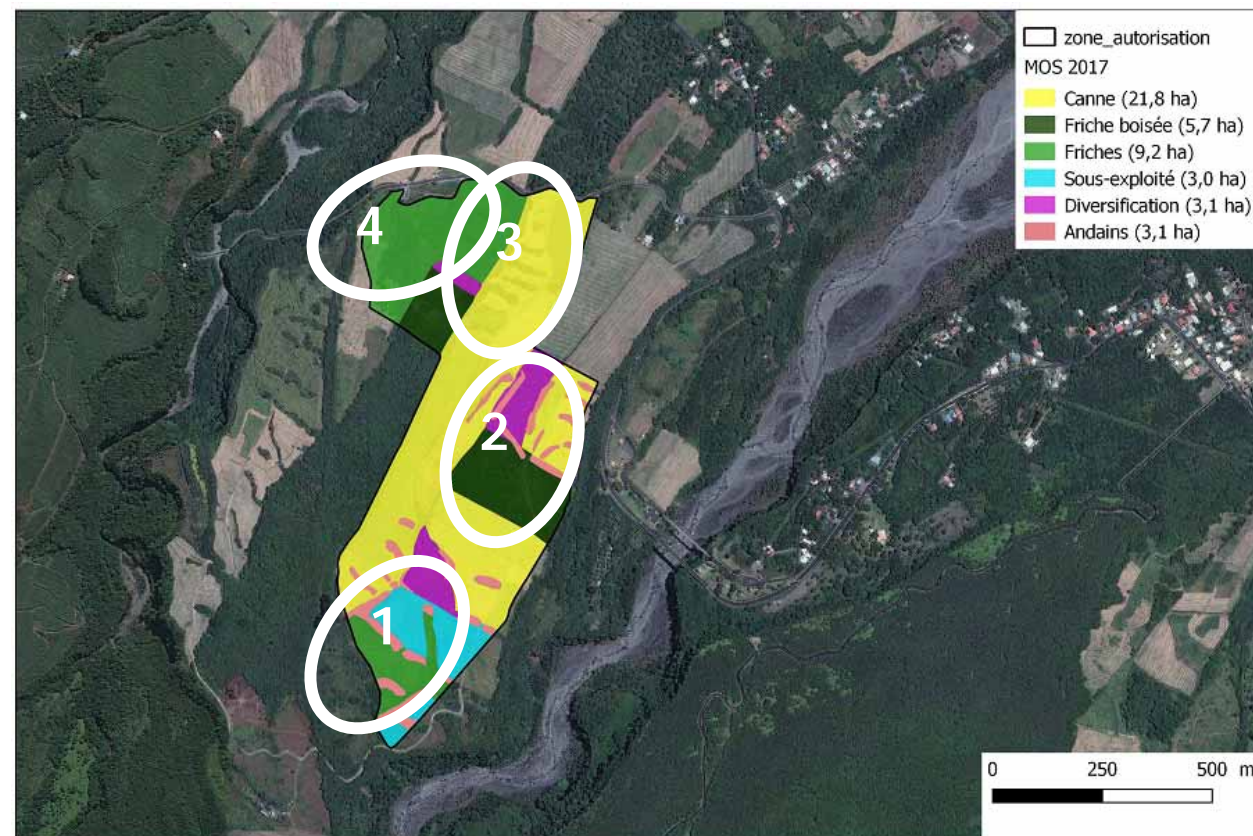 zone_autorisation
MOS 2017
Canne (21,8 ha)
Friche boisée (5,7 ha)
Friches (9,2 ha)
Sous-exploité (3,0 ha)
Diversification (3,1 ha)
Andains (3,1 ha)
4
3
2
1
0 250 500 m